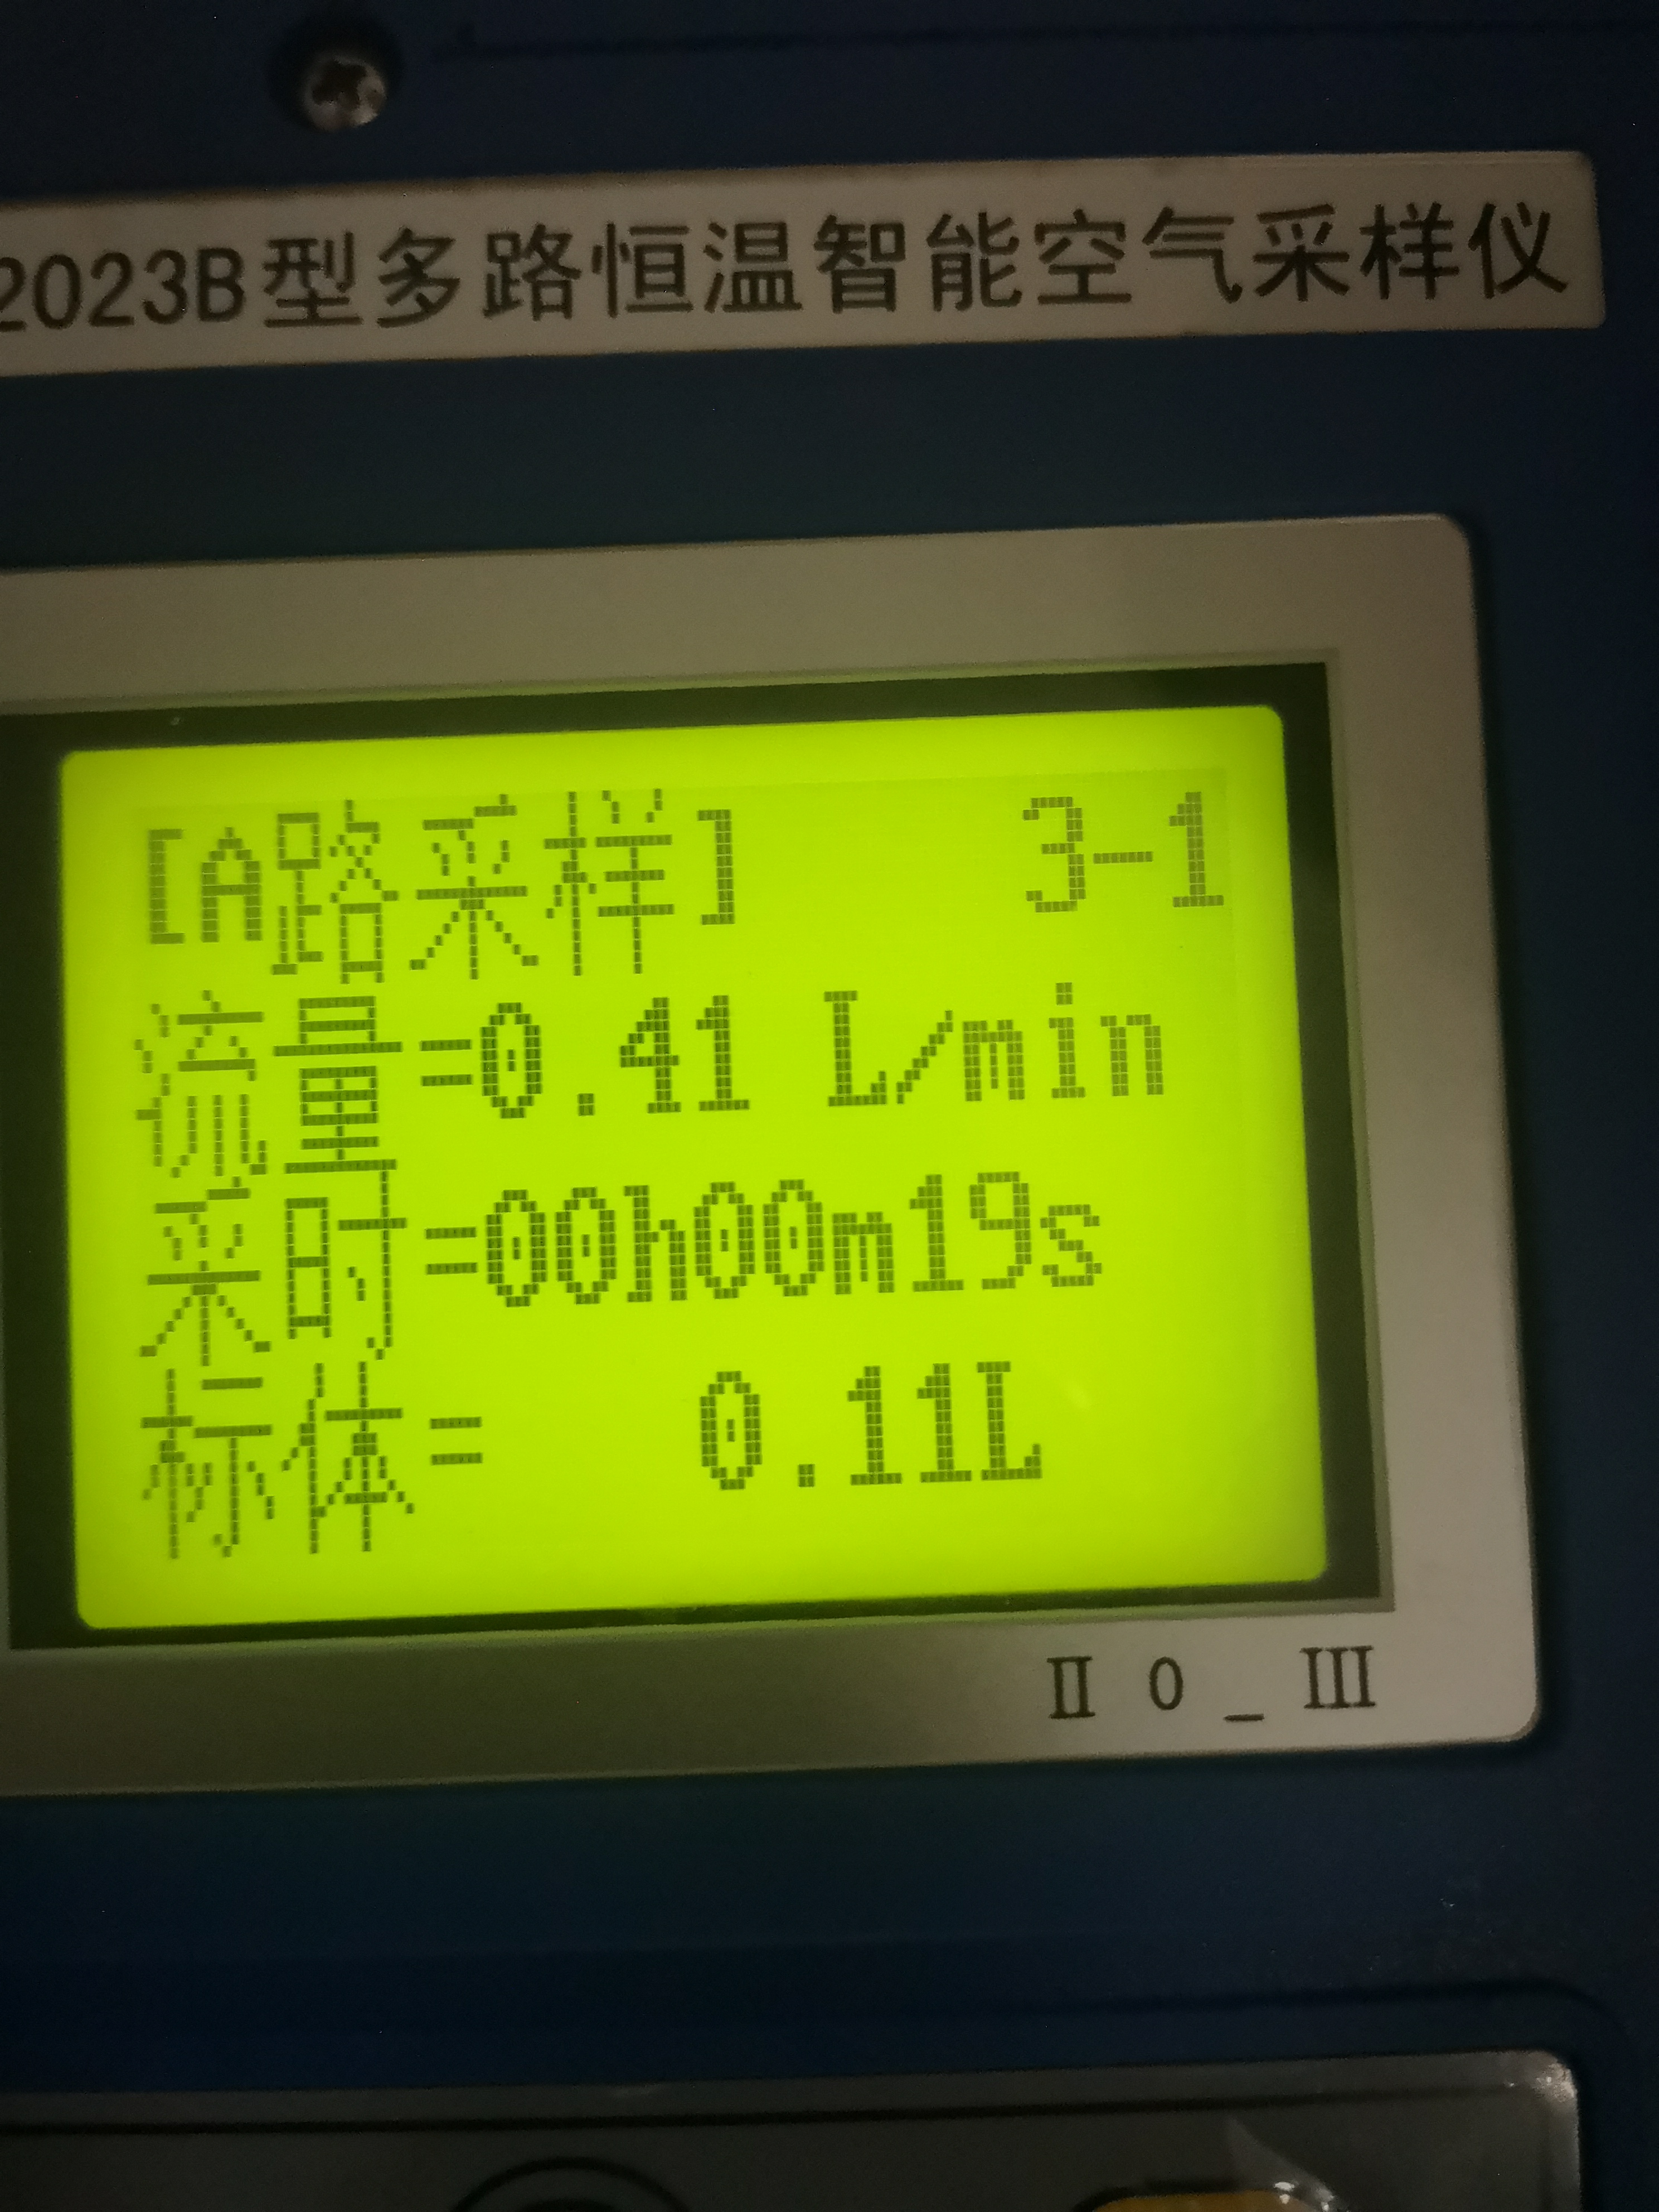 2023B型多路恒温智能空气采样仪
[A路采样] 3-1
流量=0.41 L/min
采时=00h00m19s
标体= 0.11L
II 0 _ III